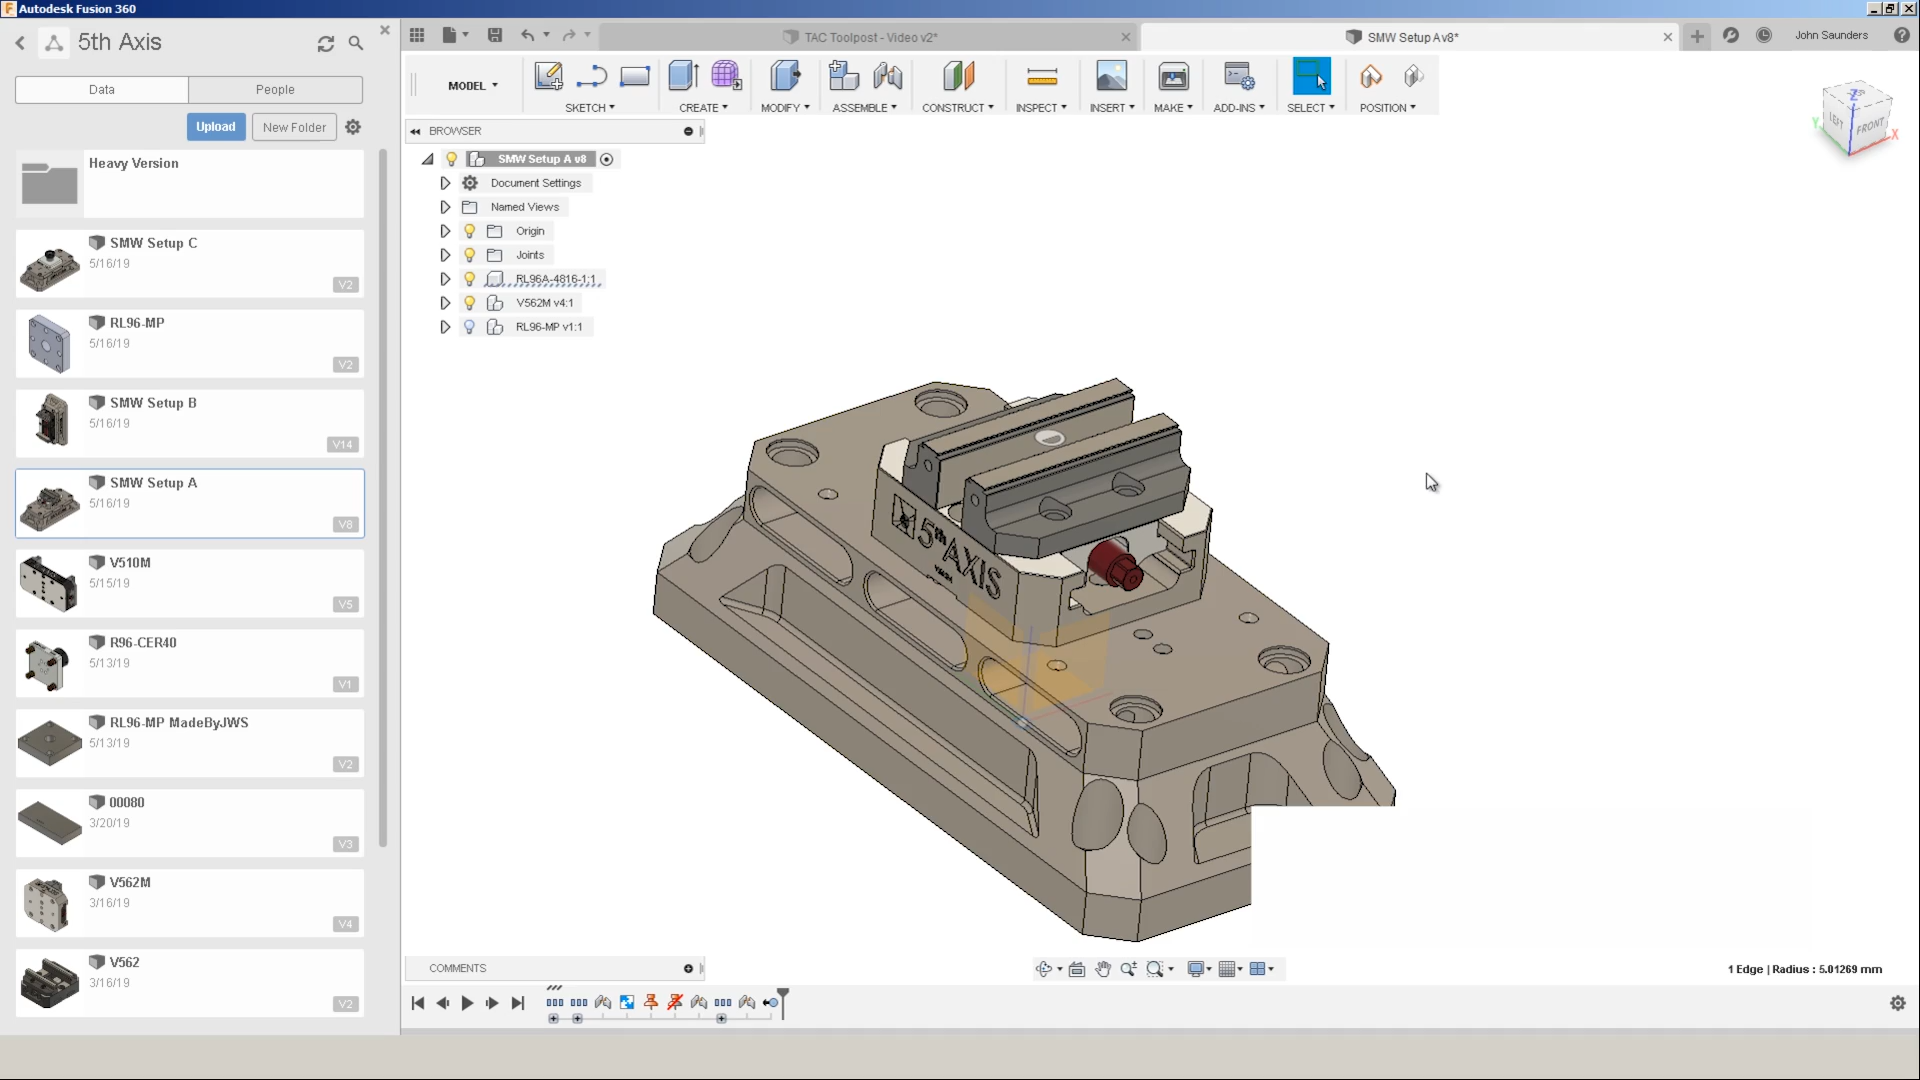 Autodesk Fusion 360
5th Axis
Data
People
Upload
New Folder
Heavy Version
SMW Setup C
5/16/19
V2
RL96-MP
5/16/19
V2
SMW Setup B
5/16/19
V14
SMW Setup A
5/16/19
V8
V510M
5/15/19
V5
R96-CER40
5/13/19
V1
RL96-MP MadeByJWS
5/13/19
V2
00080
3/20/19
V3
V562M
3/16/19
V4
V562
3/16/19
V2
TAC Toolpost - Video v2*
SMW Setup A v8*
John Saunders
MODEL
SKETCH
CREATE
MODIFY
ASSEMBLE
CONSTRUCT
INSPECT
INSERT
MAKE
ADD-INS
SELECT
POSITION
BROWSER
SMW Setup A v8
Document Settings
Named Views
Origin
Joints
RL96A-4816-1:1
V562M v4:1
RL96-MP v1:1
Z
LEFT
FRONT
Y
X
5th AXIS
COMMENTS
1 Edge | Radius : 5.01269 mm